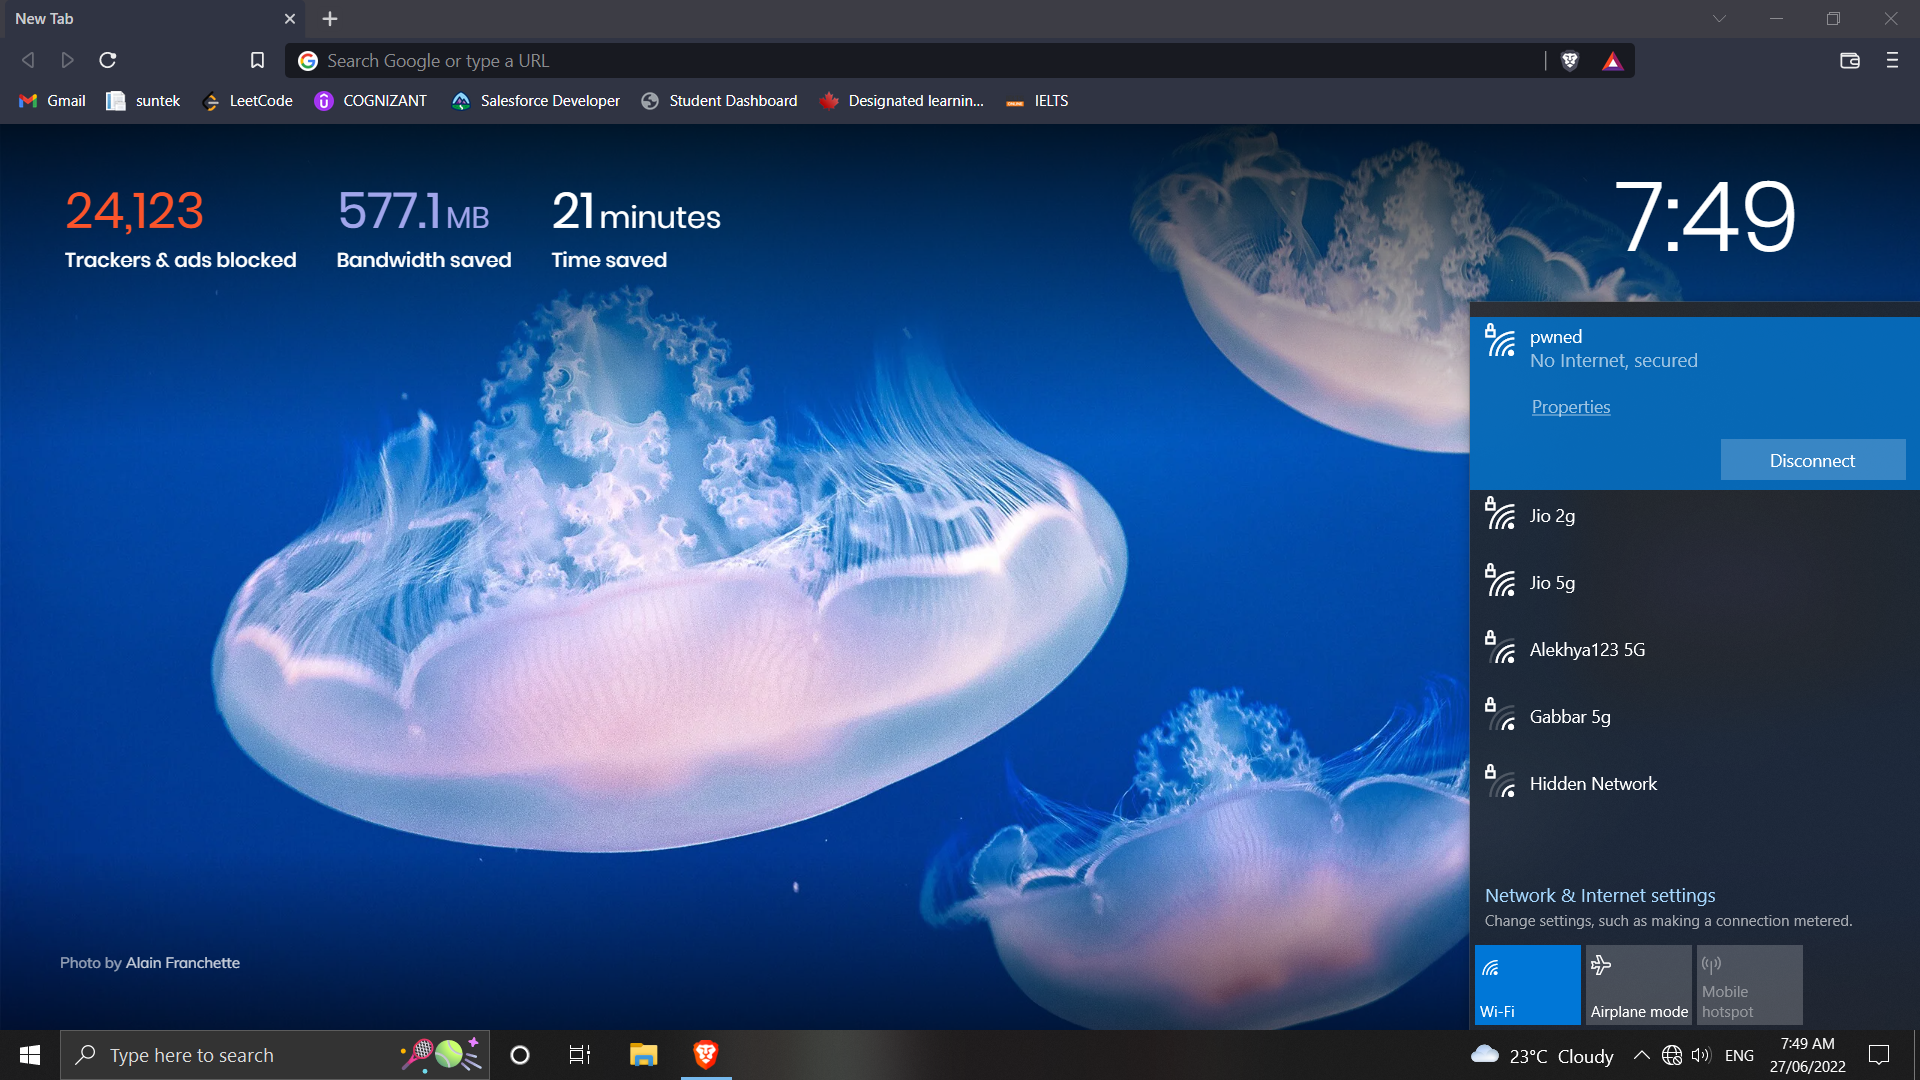 New Tab
Search Google or type a URL
Gmail
suntek
LeetCode
COGNIZANT
Salesforce Developer
Student Dashboard
Designated learnin...
IELTS
24,123
Trackers & ads blocked
577.1 MB
Bandwidth saved
21 minutes
Time saved
7:49
pwned
No Internet, secured
Properties
Disconnect
Jio 2g
Jio 5g
Alekhya123 5G
Gabbar 5g
Hidden Network
Network & Internet settings
Change settings, such as making a connection metered.
Wi-Fi
Airplane mode
Mobile
hotspot
Photo by Alain Franchette
Type here to search
23°C Cloudy
ENG
7:49 AM
27/06/2022